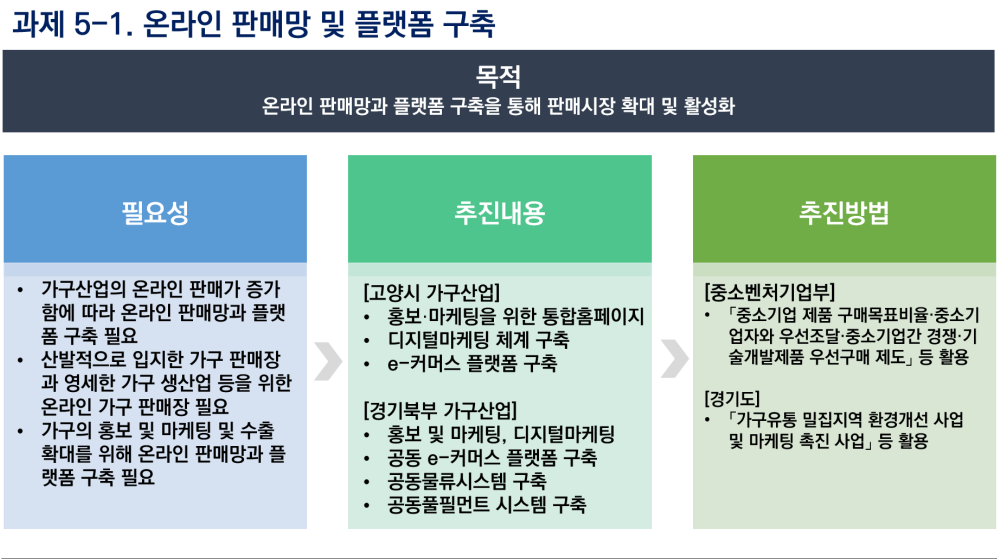 과제 5-1. 온라인 판매망 및 플랫폼 구축
목적
온라인 판매망과 플랫폼 구축을 통해 판매시장 확대 및 활성화
필요성
• 가구산업의 온라인 판매가 증가
함에 따라 온라인 판매망과 플랫
폼 구축 필요
• 산발적으로 입지한 가구 판매장
과 영세한 가구 생산업 등을 위한
온라인 가구 판매장 필요
• 가구의 홍보 및 마케팅 및 수출
확대를 위해 온라인 판매망과 플
랫폼 구축 필요
추진내용
[고양시 가구산업]
• 홍보·마케팅을 위한 통합홈페이지
• 디지털마케팅 체계 구축
• e-커머스 플랫폼 구축
[경기북부 가구산업]
• 홍보 및 마케팅, 디지털마케팅
• 공동 e-커머스 플랫폼 구축
• 공동물류시스템 구축
• 공동풀필먼트 시스템 구축
추진방법
[중소벤처기업부]
• 「중소기업 제품 구매목표비율·중소기
업자와 우선조달·중소기업간 경쟁·기
술개발제품 우선구매 제도」 등 활용
[경기도]
• 「가구유통 밀집지역 환경개선 사업
및 마케팅 촉진 사업」 등 활용